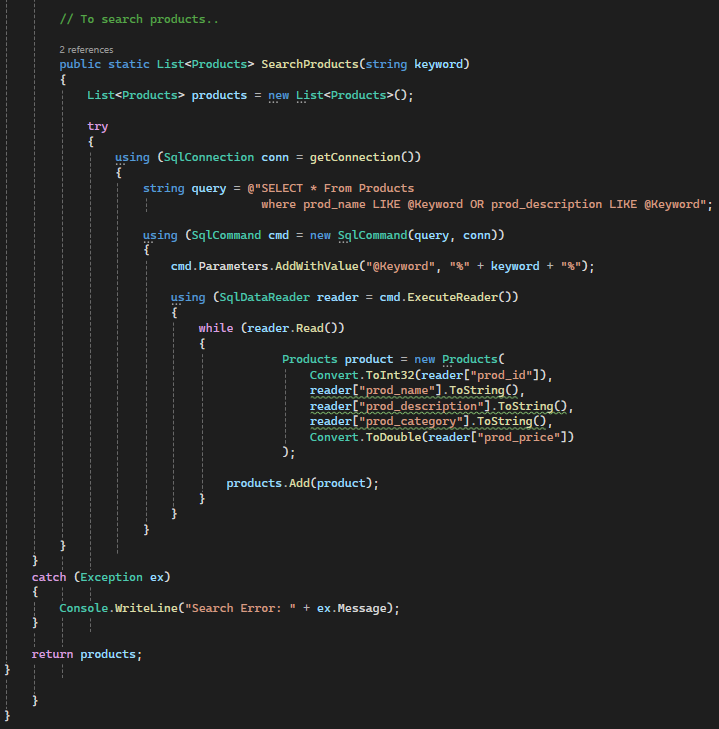 // To search products..
2 references
public static List<Products> SearchProducts(string keyword)
{
List<Products> products = new List<Products>();
try
{
using (SqlConnection conn = getConnection())
{
string query = @"SELECT * From Products
where prod_name LIKE @Keyword OR prod_description LIKE @Keyword";
using (SqlCommand cmd = new SqlCommand(query, conn))
{
cmd.Parameters.AddWithValue("@Keyword", "%" + keyword + "%");
using (SqlDataReader reader = cmd.ExecuteReader())
{
while (reader.Read())
{
Products product = new Products(
Convert.ToInt32(reader["prod_id"]),
reader["prod_name"].ToString(),
reader["prod_description"].ToString(),
reader["prod_category"].ToString(),
Convert.ToDouble(reader["prod_price"])
);
products.Add(product);
}
}
}
}
}
catch (Exception ex)
{
Console.WriteLine("Search Error: " + ex.Message);
}
return products;
}
}
}